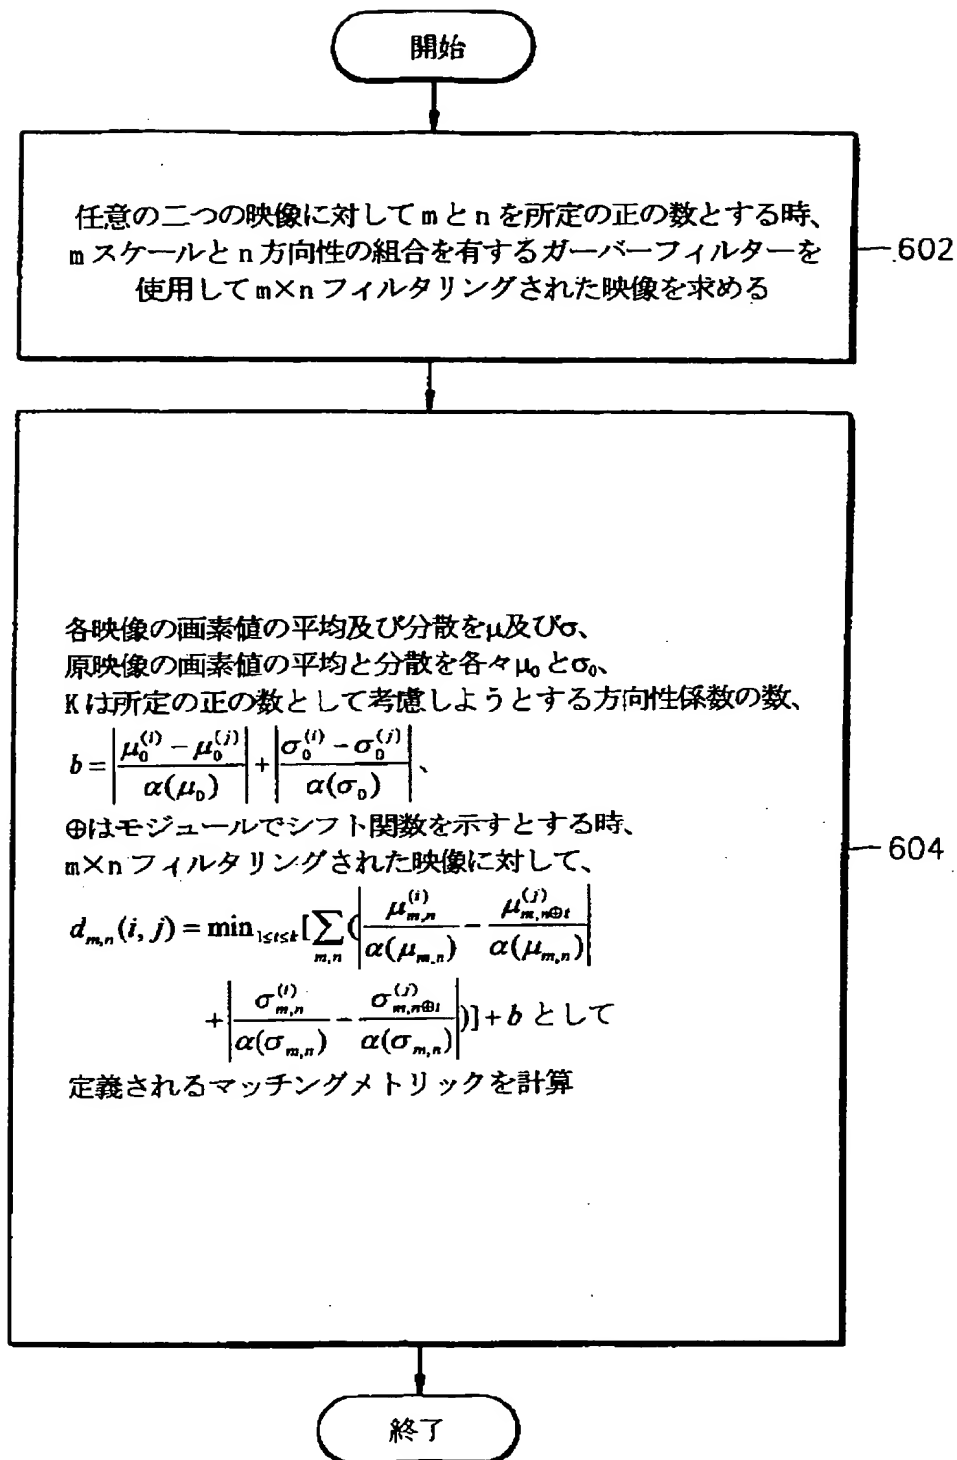 開始
任意の二つの映像に対してmとnを所定の正の数とする時、
mスケールとn方向性の組合を有するガーバーフィルターを
使用してm×nフィルタリングされた映像を求める
602
各映像の画素値の平均及び分散をμ及びσ、
原映像の画素値の平均と分散を各々μ₀とσ₀、
Kは所定の正の数として考慮しようとする方向性係数の数、
b = |(μ_0^(i) - μ_0^(j)) / α(μ_0)| + |(σ_0^(i) - σ_0^(j)) / α(σ_0)|、
⊕はモジュールでシフト関数を示すとする時、
m×nフィルタリングされた映像に対して、
604
d_{m,n}(i, j) = min_{1≤t≤k}[∑_{m,n}(|μ_{m,n}^(i) / α(μ_{m,n}) - μ_{m,n⊕t}^(j) / α(μ_{m,n})|
+ |σ_{m,n}^(i) / α(σ_{m,n}) - σ_{m,n⊕t}^(j) / α(σ_{m,n})|)] + b として
定義されるマッチングメトリックを計算
終了